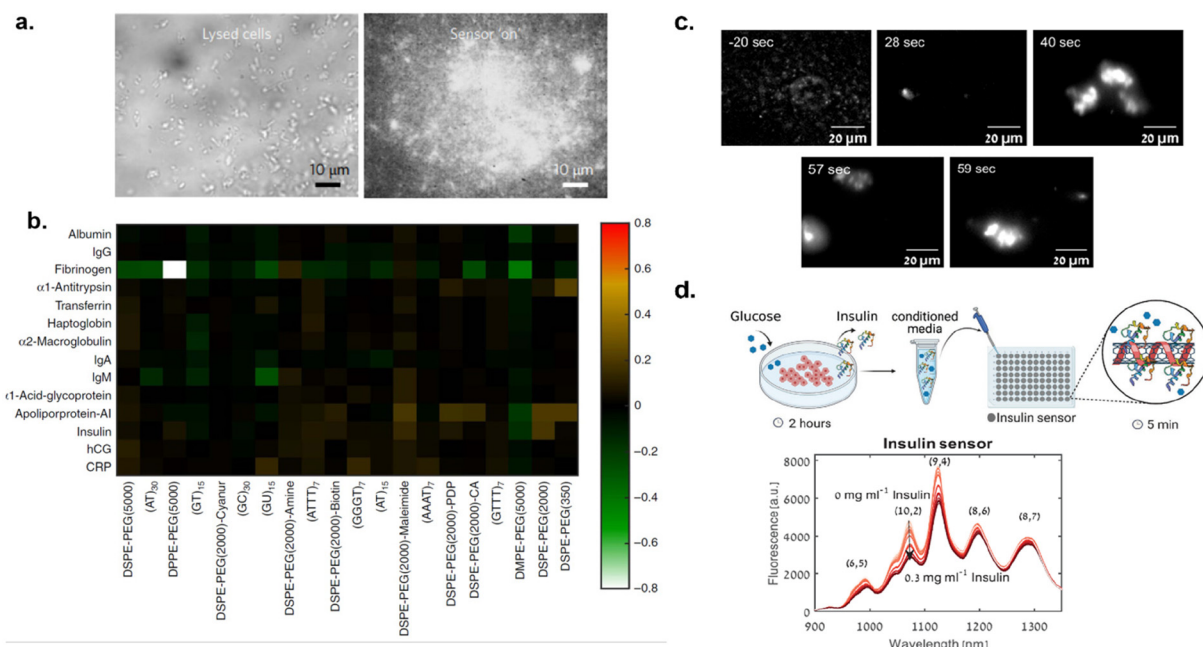 a.
Lysed cells
10 µm
Sensor 'on'
10 µm
b.
Albumin
IgG
Fibrinogen
α1-Antitrypsin
Transferrin
Haptoglobin
α2-Macroglobulin
IgA
IgM
α1-Acid-glycoprotein
Apoliporprotein-AI
Insulin
hCG
CRP
DSPE-PEG(5000)
(AT)30
DPPE-PEG(5000)
(GT)15
DSPE-PEG(2000)-Cyanur
(GC)30
(GU)15
DSPE-PEG(2000)-Amine
(ATTT)7
DSPE-PEG(2000)-Biotin
(GGGT)7
(AT)15
DSPE-PEG(2000)-Maleimide
(AAAT)7
DSPE-PEG(2000)-PDP
DSPE-PEG(2000)-CA
(GTTT)7
DMPE-PEG(5000)
DSPE-PEG(2000)
DSPE-PEG(350)
0.8
0.6
0.4
0.2
0
−0.2
−0.4
−0.6
−0.8
c.
-20 sec
20 µm
28 sec
20 µm
40 sec
20 µm
57 sec
20 µm
59 sec
20 µm
d.
Glucose
Insulin
conditioned
media
Insulin sensor
2 hours
5 min
Insulin sensor
8000
6000
4000
2000
0
Fluorescence [a.u.]
0 mg ml⁻¹ Insulin
0.3 mg ml⁻¹ Insulin
(6,5)
(10,2)
(9,4)
(8,6)
(8,7)
900
1000
1100
1200
1300
Wavelength [nm]